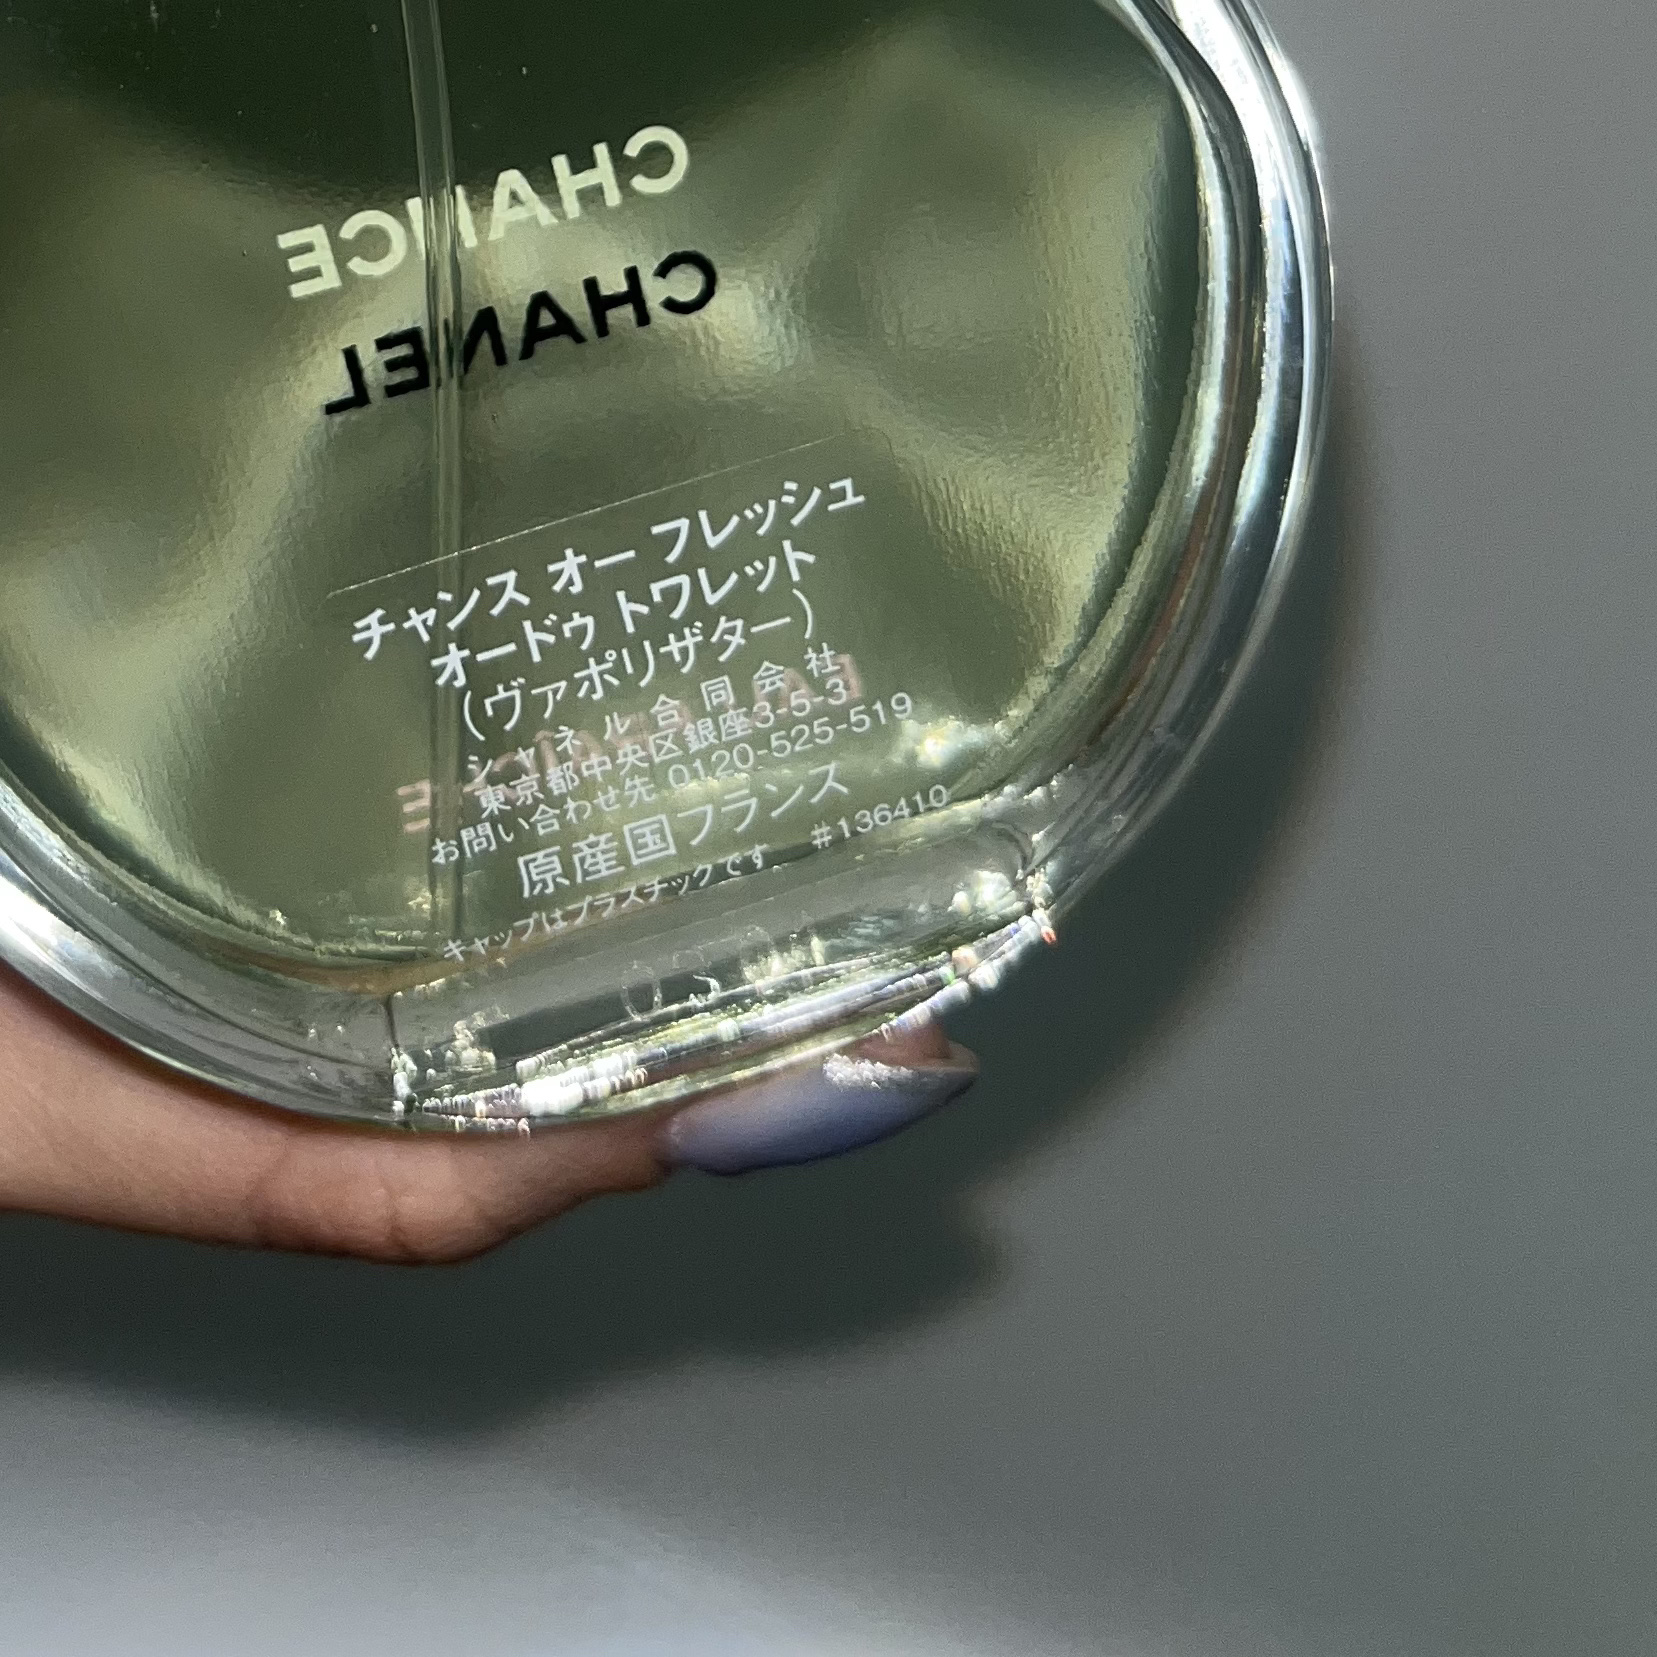 CHANCE
CHANEL
チャンス オー フレッシュ
オードゥ トワレット
(ヴァポリザター)
シャネル合同会社
東京都中央区銀座3-5-3
お問い合わせ先 0120-525-519
原産国フランス
キャップはプラスチックです #136410
EAU FRAÎCHE